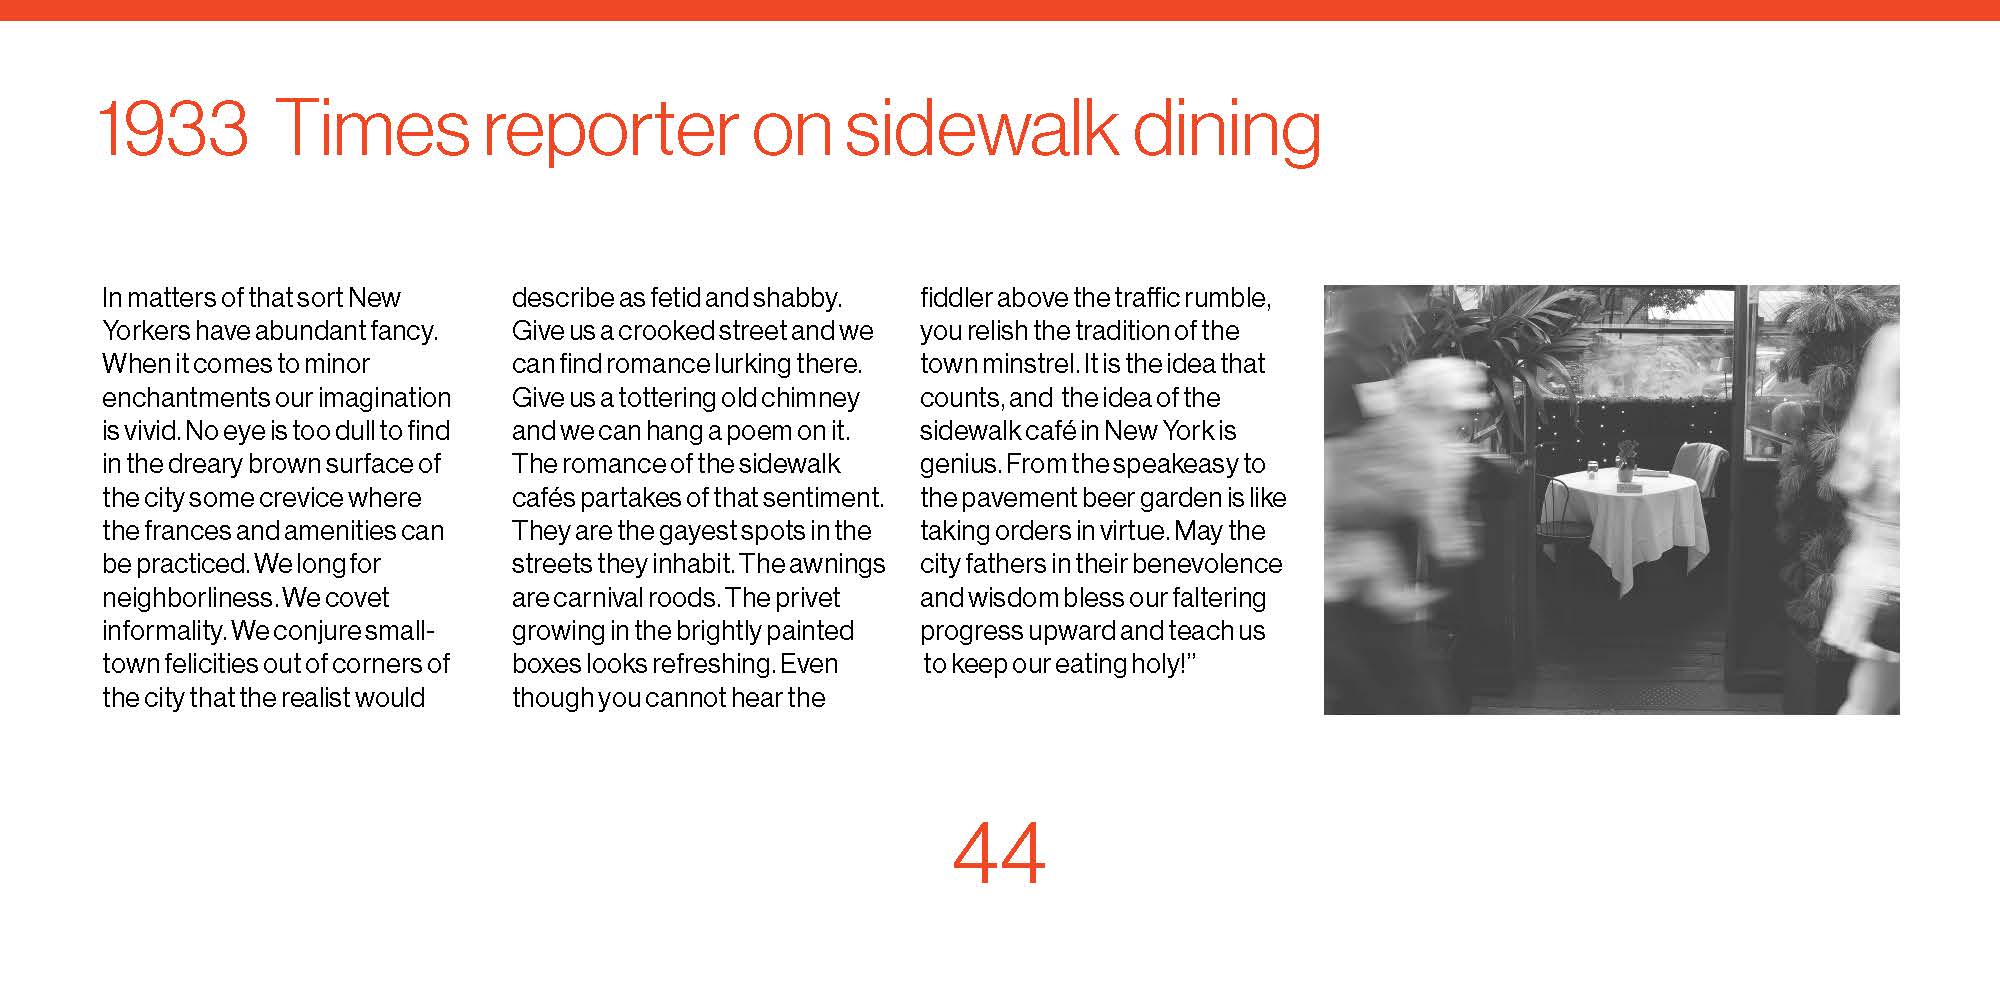 1933 Times reporter on sidewalk dining
In matters of that sort New
Yorkers have abundant fancy.
When it comes to minor
enchantments our imagination
is vivid. No eye is too dull to find
in the dreary brown surface of
the city some crevice where
the frances and amenities can
be practiced. We long for
neighborliness. We covet
informality. We conjure small-
town felicities out of corners of
the city that the realist would
describe as fetid and shabby.
Give us a crooked street and we
can find romance lurking there.
Give us a tottering old chimney
and we can hang a poem on it.
The romance of the sidewalk
cafés partakes of that sentiment.
They are the gayest spots in the
streets they inhabit. The awnings
are carnival roods. The privet
growing in the brightly painted
boxes looks refreshing. Even
though you cannot hear the
fiddler above the traffic rumble,
you relish the tradition of the
town minstrel. It is the idea that
counts, and the idea of the
sidewalk café in New York is
genius. From the speakeasy to
the pavement beer garden is like
taking orders in virtue. May the
city fathers in their benevolence
and wisdom bless our faltering
progress upward and teach us
to keep our eating holy!”
44